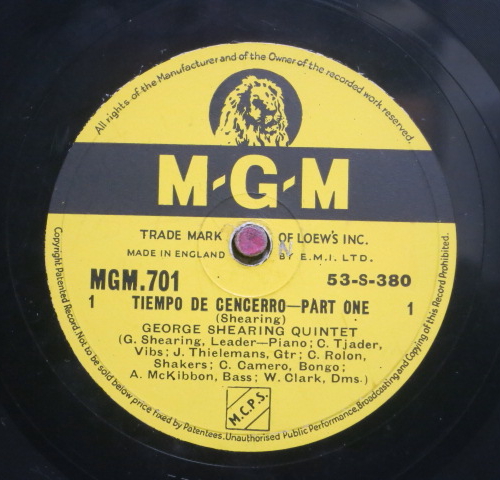 All rights of the Manufacturer and of the Owner of the recorded work reserved.
M-G-M
TRADE MARK OF LOEW'S INC.
MADE IN ENGLAND BY E.M.I. LTD.
MGM.701 53-S-380
1 TIEMPO DE CENCERRO—PART ONE 1
(Shearing)
GEORGE SHEARING QUINTET
(G. Shearing, Leader—Piano; C. Tjader,
Vibs; J. Thielemans, Gtr; C. Rolon,
Shakers; C. Camero, Bongo;
A. McKibbon, Bass; W. Clark, Dms.)
M.C.P.S.
Copyright Patented Record Not to be sold below price fixed by Patentees. Unauthorised Public Performance, Broadcasting and Copying of this Record Prohibited.